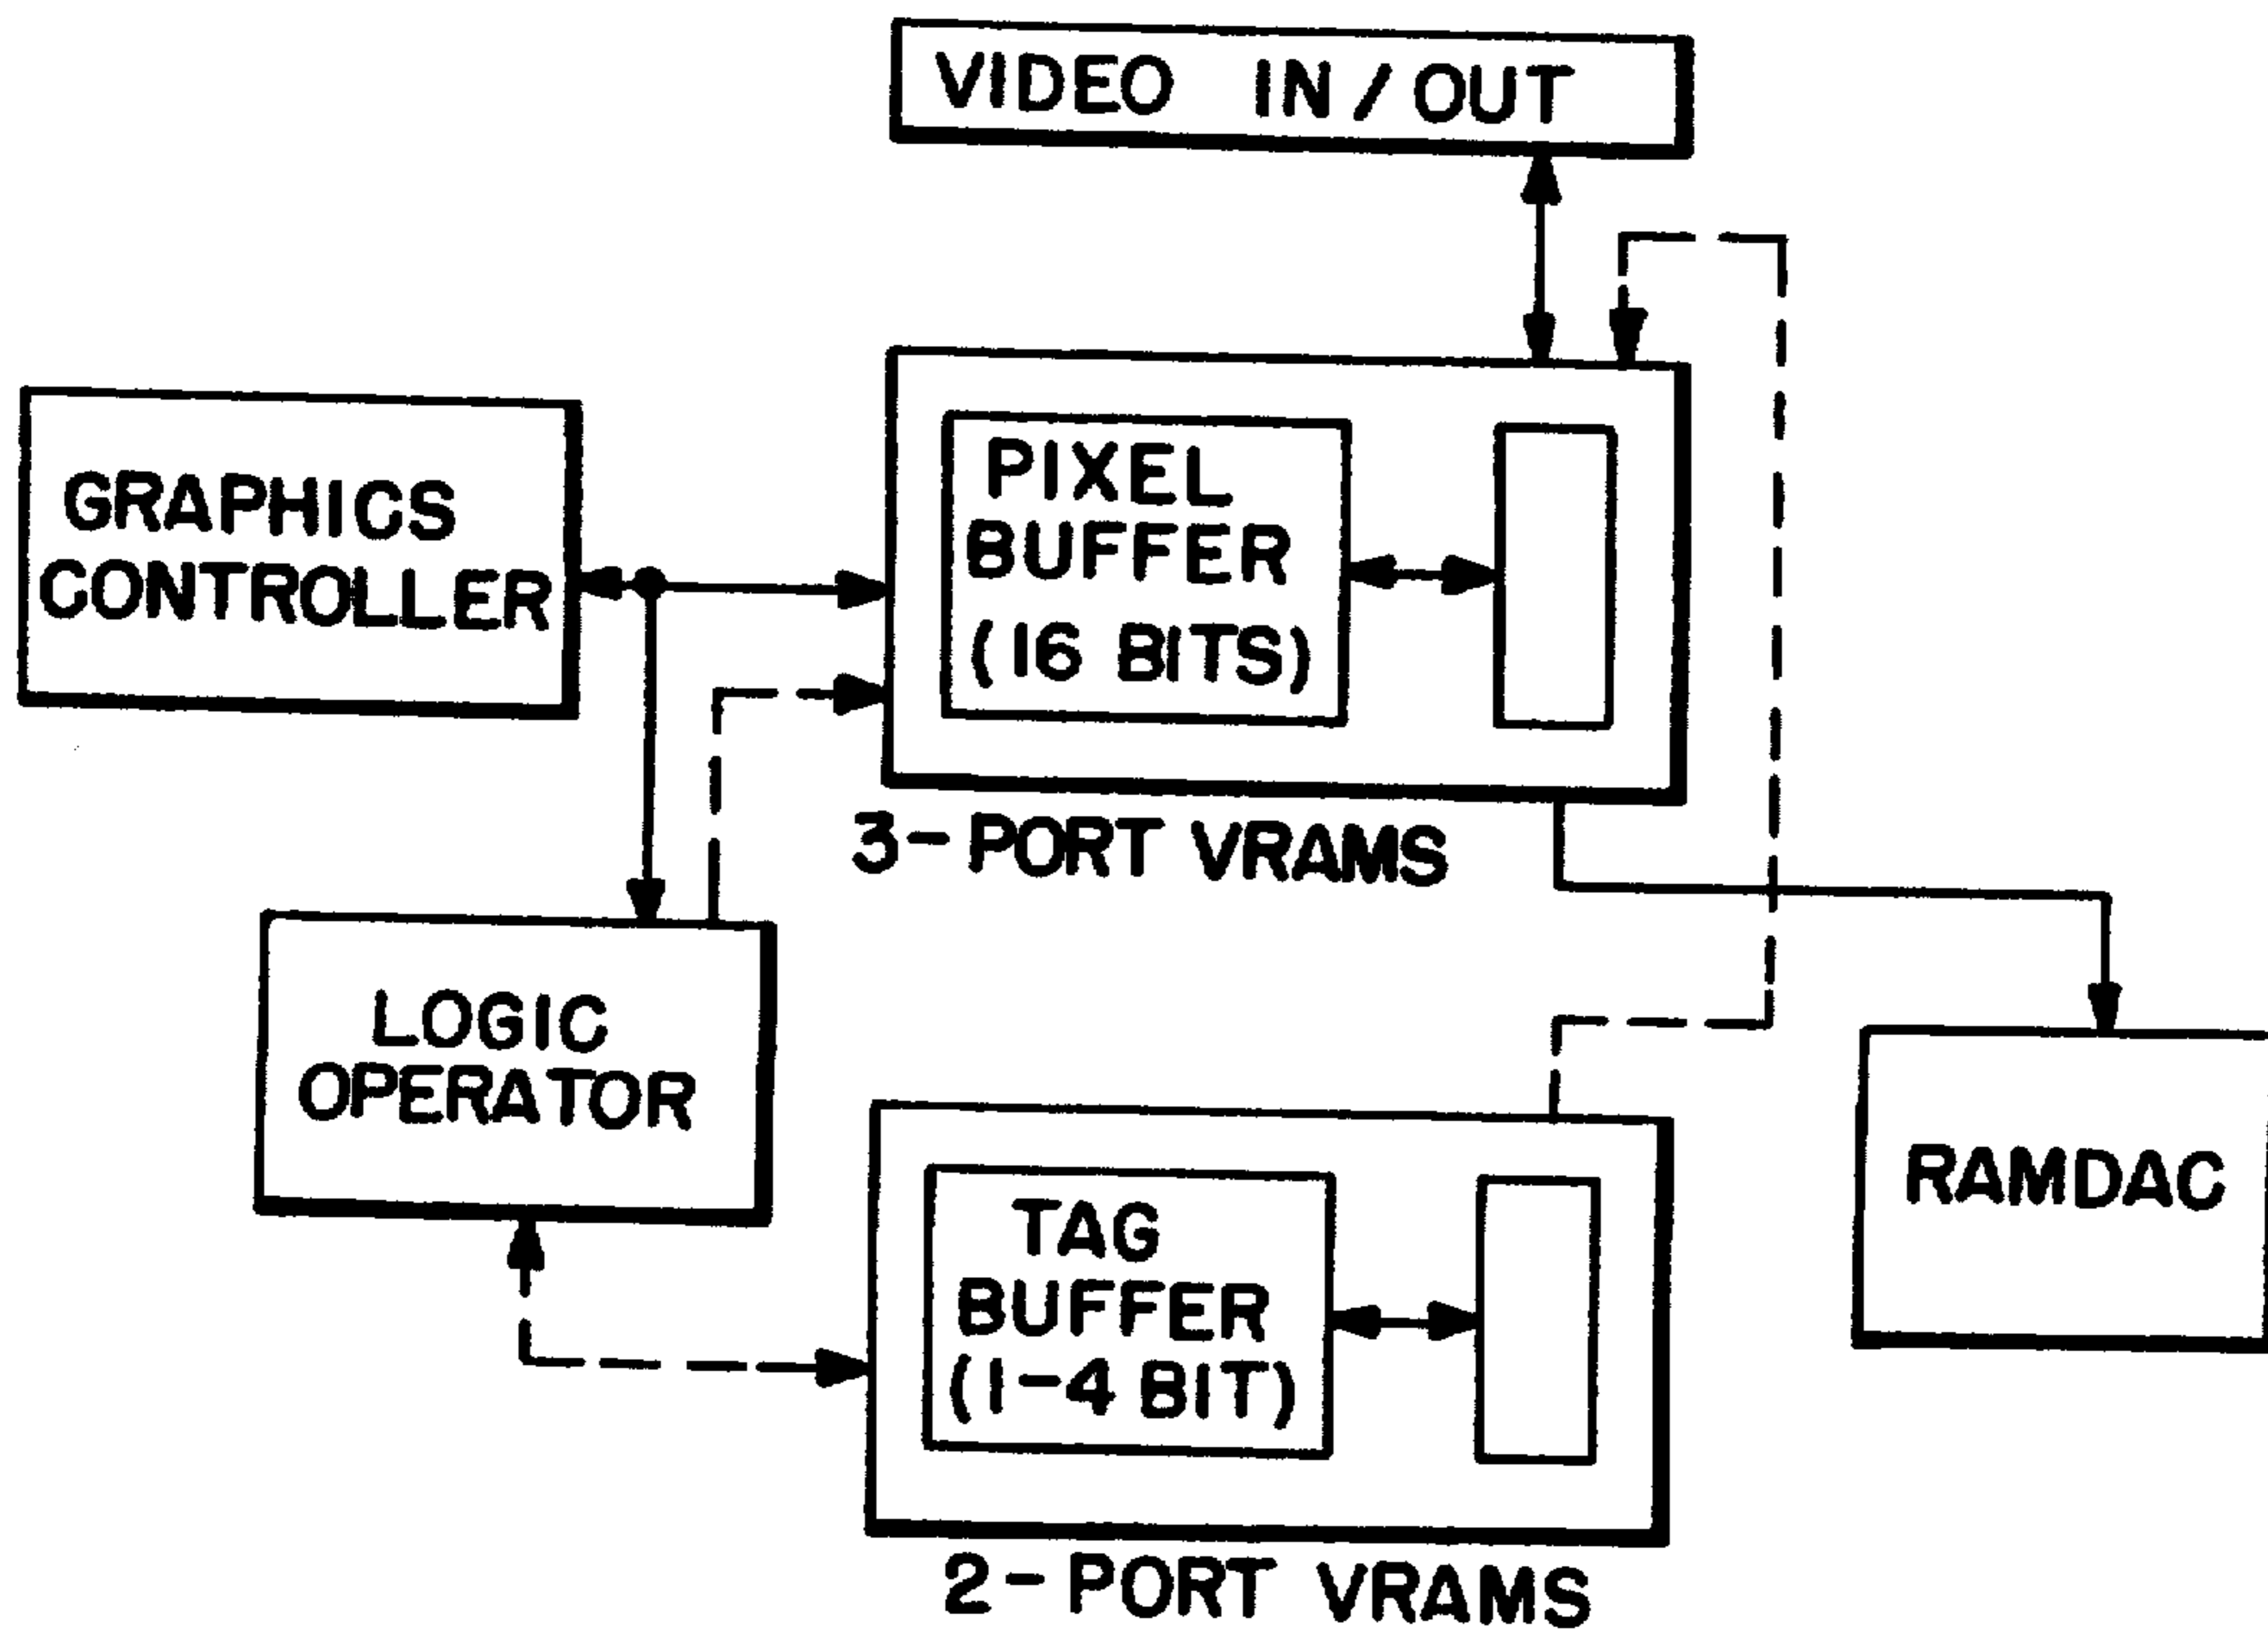 VIDEO IN/OUT
GRAPHICS
CONTROLLER
PIXEL
BUFFER
(16 BITS)
3-PORT VRAMS
LOGIC
OPERATOR
TAG
BUFFER
(1-4 BIT)
2-PORT VRAMS
RAMDAC